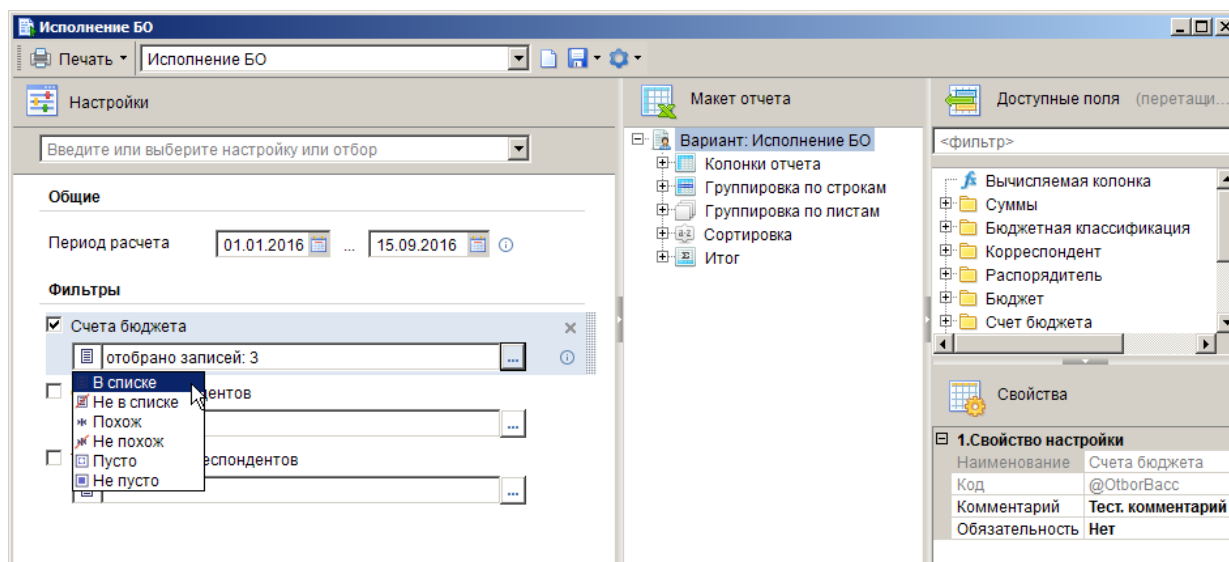 Исполнение БО
Печать
Исполнение БО
Настройки
Введите или выберите настройку или отбор
Общие
Период расчета 01.01.2016 ... 15.09.2016
Фильтры
Счета бюджета
отобрано записей: 3
...
В списке
Не в списке
Похож
Не похож
Пусто
Не пусто
...
...
Макет отчета
Вариант: Исполнение БО
Колонки отчета
Группировка по строкам
Группировка по листам
Сортировка
Итог
Доступные поля (перетащи...
<фильтр>
Вычисляемая колонка
Суммы
Бюджетная классификация
Корреспондент
Распорядитель
Бюджет
Счет бюджета
Свойства
1.Свойство настройки
Наименование Счета бюджета
Код @OtborBacc
Комментарий Тест. комментарий
Обязательность Нет